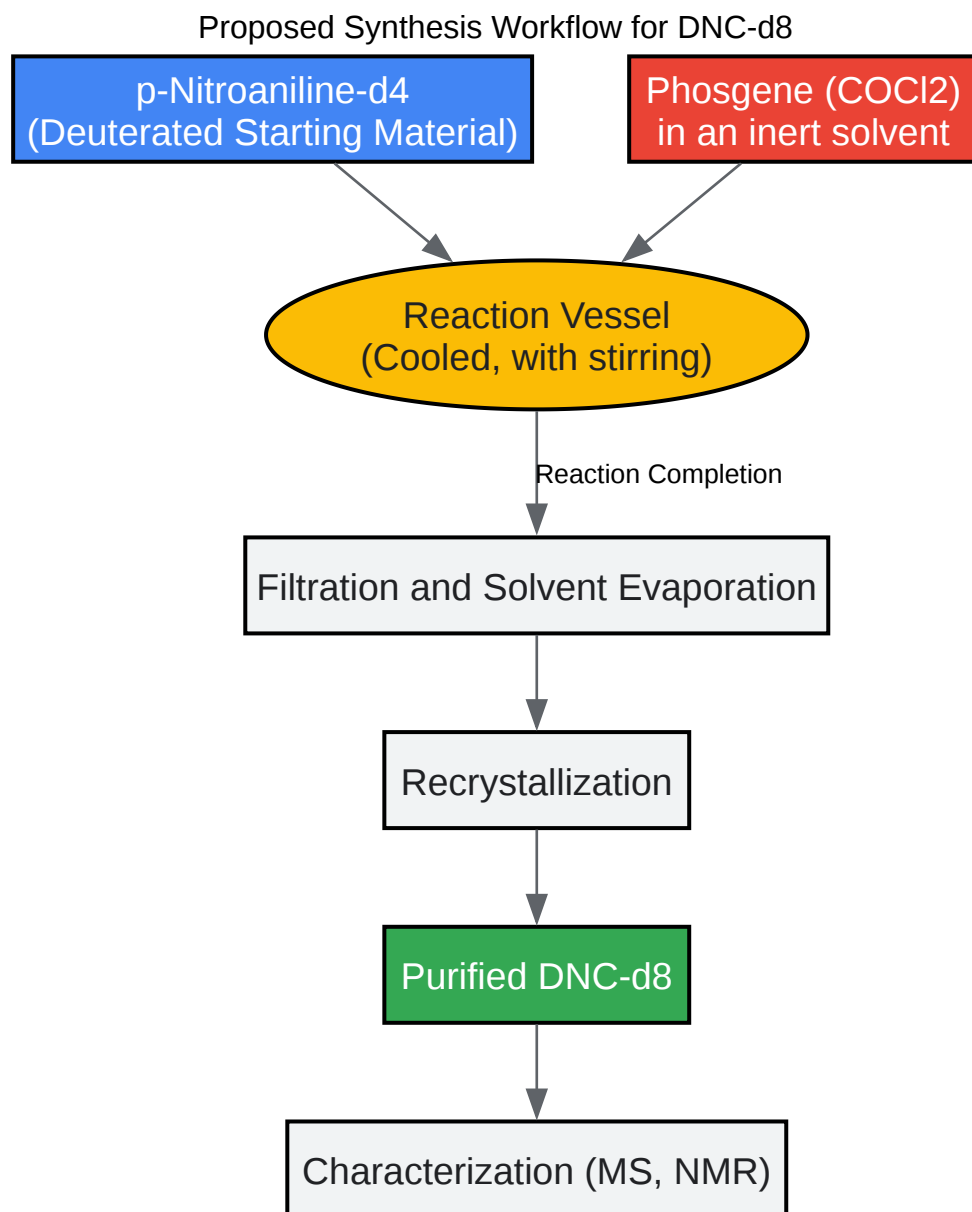 Proposed Synthesis Workflow for DNC-d8
p-Nitroaniline-d4
(Deuterated Starting Material)
Phosgene (COCl2)
in an inert solvent
Reaction Vessel
(Cooled, with stirring)
Reaction Completion
Filtration and Solvent Evaporation
Recrystallization
Purified DNC-d8
Characterization (MS, NMR)